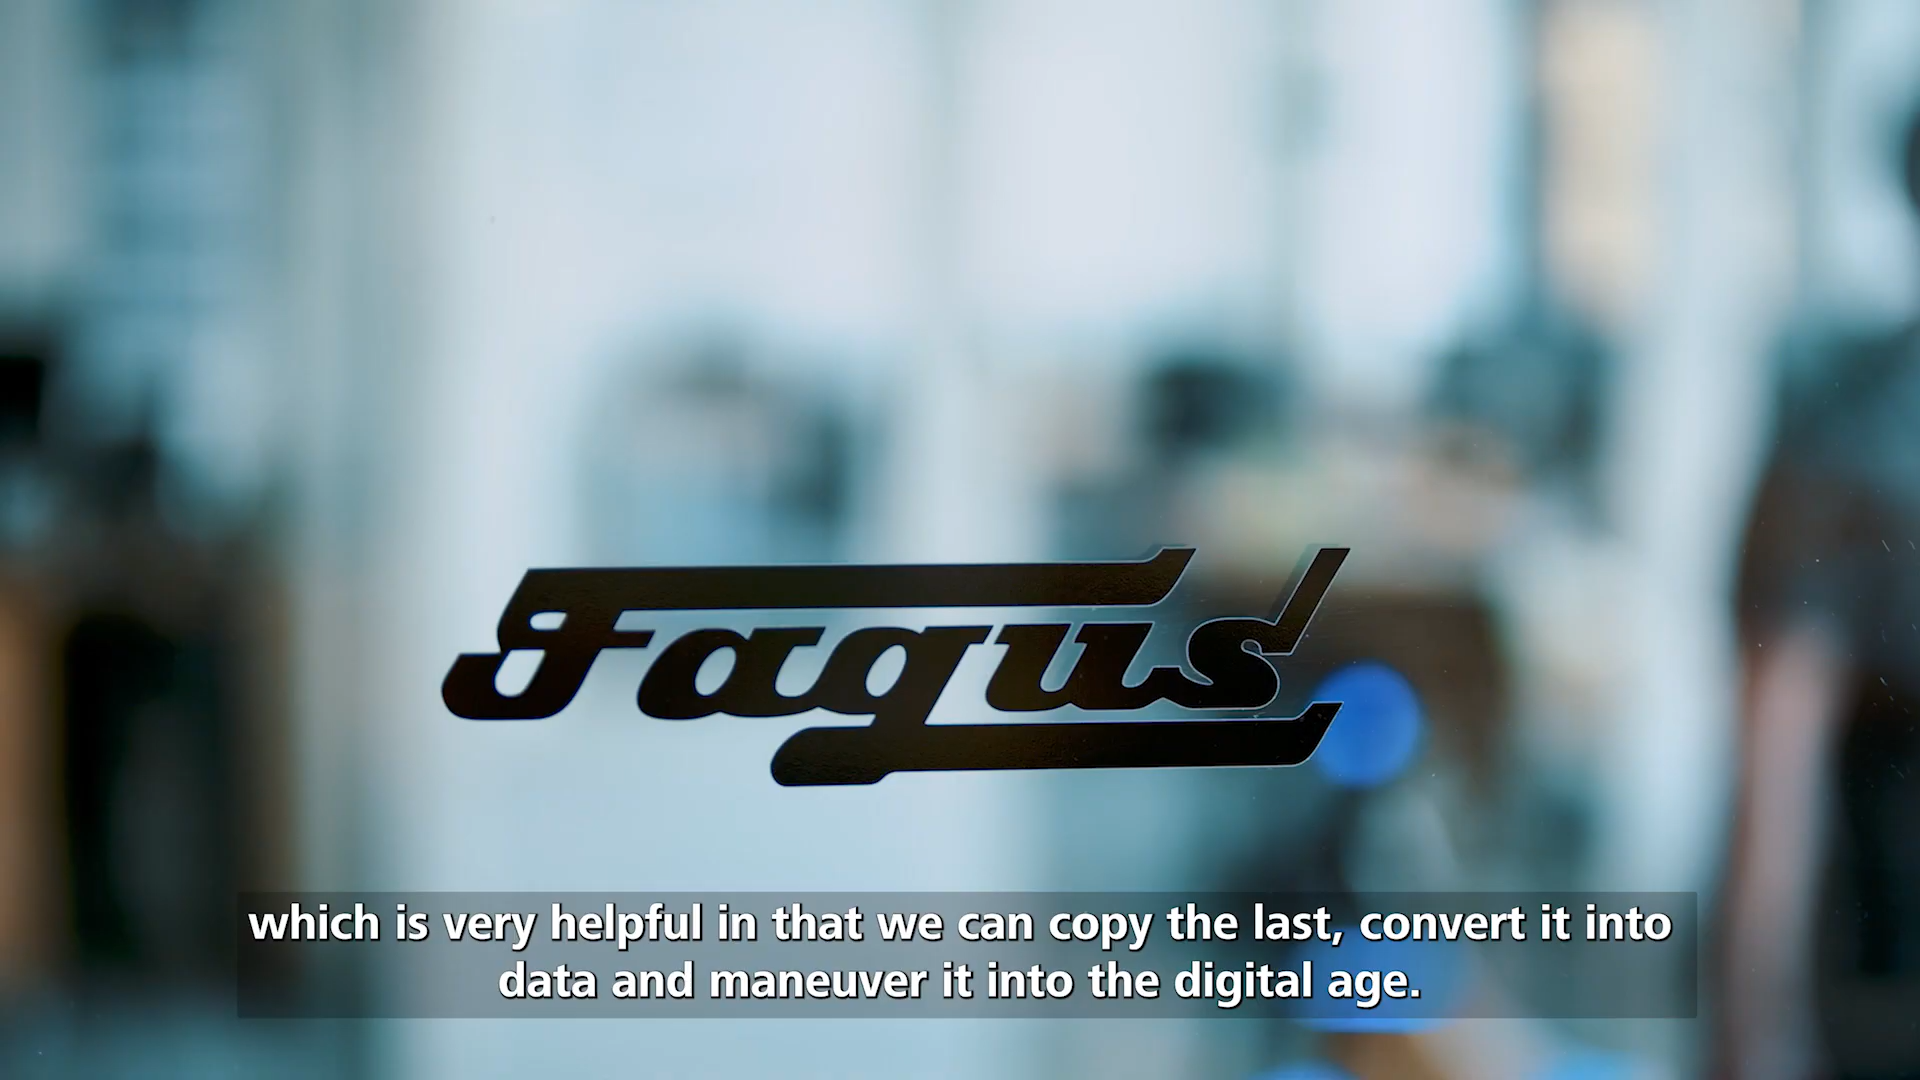 Fagus
which is very helpful in that we can copy the last, convert it into
data and maneuver it into the digital age.